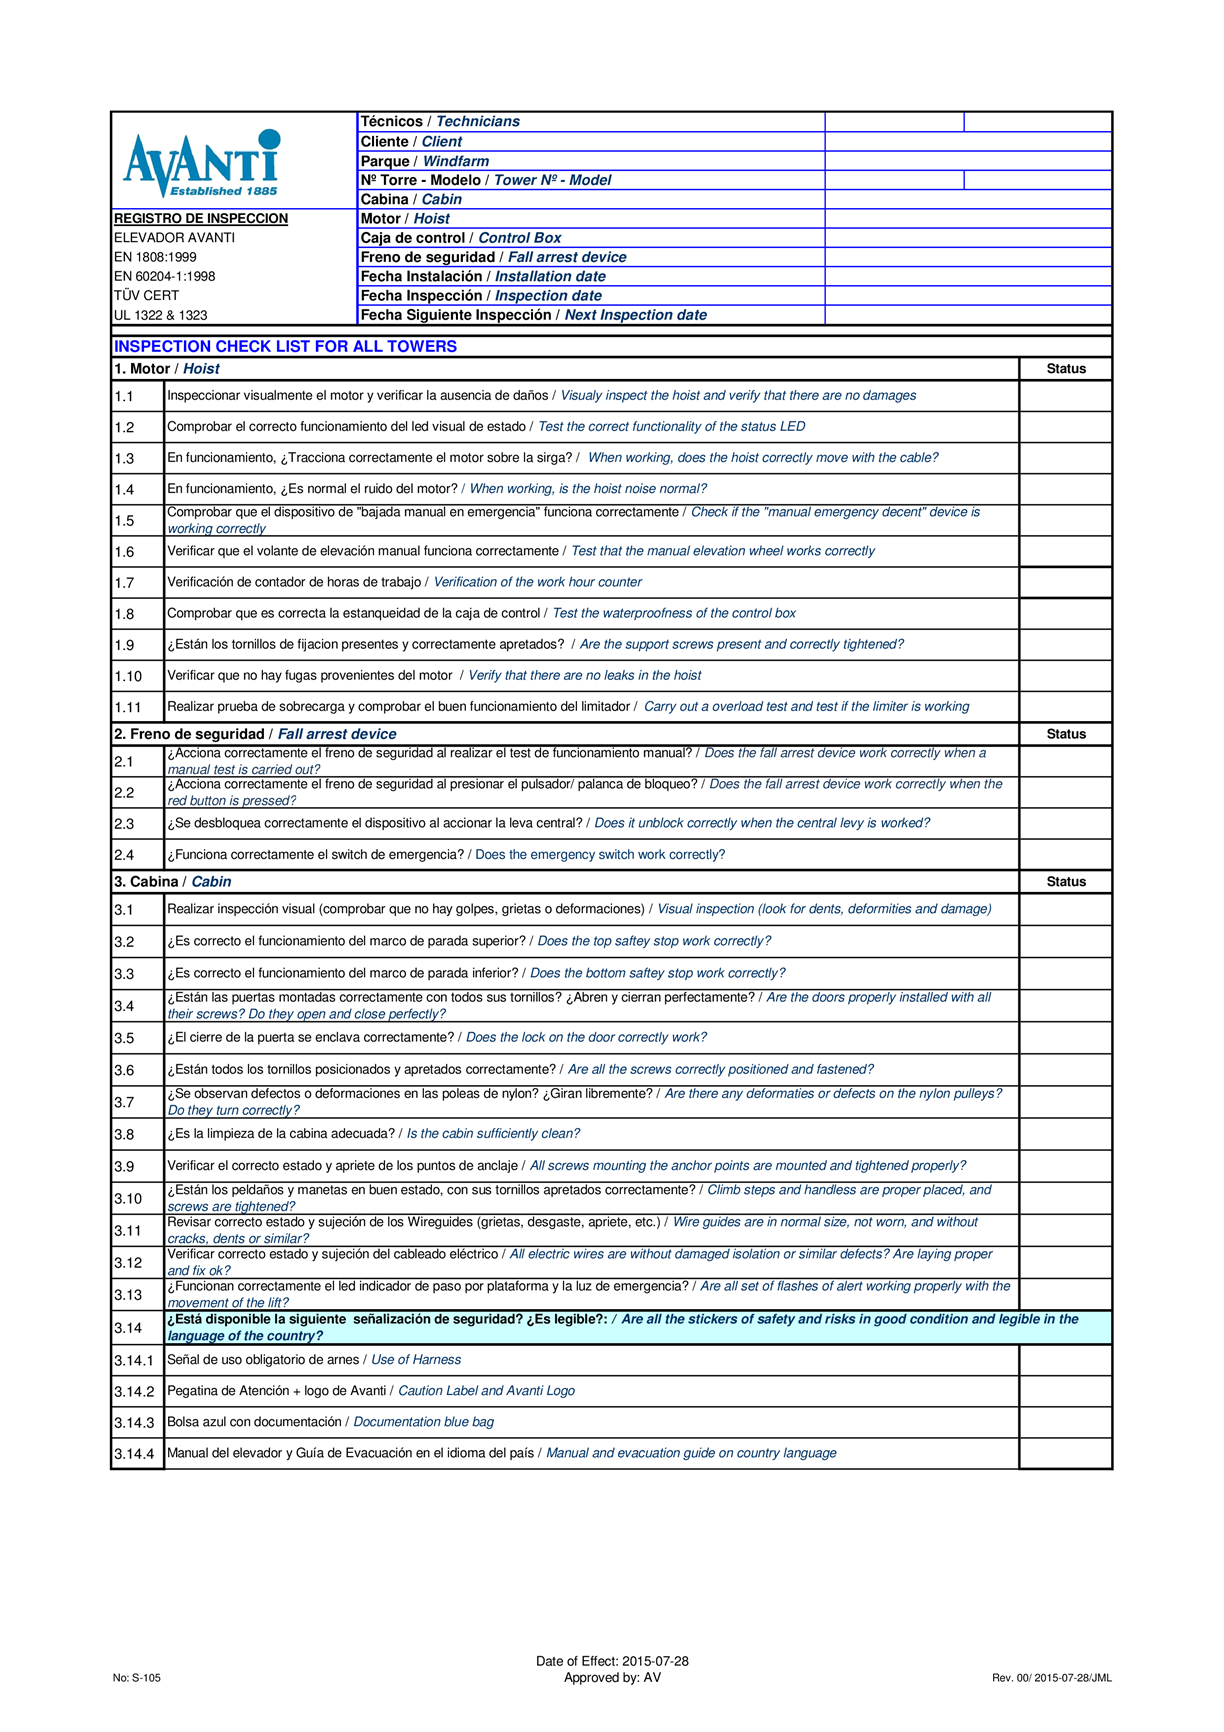 AVANTI
Established 1885
REGISTRO DE INSPECCION
ELEVADOR AVANTI
EN 1808:1999
EN 60204-1:1998
TÜV CERT
UL 1322 & 1323
Técnicos / Technicians
Cliente / Client
Parque / Windfarm
Nº Torre - Modelo / Tower Nº - Model
Cabina / Cabin
Motor / Hoist
Caja de control / Control Box
Freno de seguridad / Fall arrest device
Fecha Instalación / Installation date
Fecha Inspección / Inspection date
Fecha Siguiente Inspección / Next Inspection date
INSPECTION CHECK LIST FOR ALL TOWERS
1. Motor / Hoist Status
1.1 Inspeccionar visualmente el motor y verificar la ausencia de daños / Visualy inspect the hoist and verify that there are no damages
1.2 Comprobar el correcto funcionamiento del led visual de estado / Test the correct functionality of the status LED
1.3 En funcionamiento, ¿Tracciona correctamente el motor sobre la sirga? / When working, does the hoist correctly move with the cable?
1.4 En funcionamiento, ¿Es normal el ruido del motor? / When working, is the hoist noise normal?
1.5 Comprobar que el dispositivo de "bajada manual en emergencia" funciona correctamente / Check if the "manual emergency decent" device is
working correctly
1.6 Verificar que el volante de elevación manual funciona correctamente / Test that the manual elevation wheel works correctly
1.7 Verificación de contador de horas de trabajo / Verification of the work hour counter
1.8 Comprobar que es correcta la estanqueidad de la caja de control / Test the waterproofness of the control box
1.9 ¿Están los tornillos de fijacion presentes y correctamente apretados? / Are the support screws present and correctly tightened?
1.10 Verificar que no hay fugas provenientes del motor / Verify that there are no leaks in the hoist
1.11 Realizar prueba de sobrecarga y comprobar el buen funcionamiento del limitador / Carry out a overload test and test if the limiter is working
2. Freno de seguridad / Fall arrest device Status
2.1 ¿Acciona correctamente el freno de seguridad al realizar el test de funcionamiento manual? / Does the fall arrest device work correctly when a
manual test is carried out?
2.2 ¿Acciona correctamente el freno de seguridad al presionar el pulsador/ palanca de bloqueo? / Does the fall arrest device work correctly when the
red button is pressed?
2.3 ¿Se desbloquea correctamente el dispositivo al accionar la leva central? / Does it unblock correctly when the central levy is worked?
2.4 ¿Funciona correctamente el switch de emergencia? / Does the emergency switch work correctly?
3. Cabina / Cabin Status
3.1 Realizar inspección visual (comprobar que no hay golpes, grietas o deformaciones) / Visual inspection (look for dents, deformities and damage)
3.2 ¿Es correcto el funcionamiento del marco de parada superior? / Does the top saftey stop work correctly?
3.3 ¿Es correcto el funcionamiento del marco de parada inferior? / Does the bottom saftey stop work correctly?
3.4 ¿Están las puertas montadas correctamente con todos sus tornillos? ¿Abren y cierran perfectamente? / Are the doors properly installed with all
their screws? Do they open and close perfectly?
3.5 ¿El cierre de la puerta se enclava correctamente? / Does the lock on the door correctly work?
3.6 ¿Están todos los tornillos posicionados y apretados correctamente? / Are all the screws correctly positioned and fastened?
3.7 ¿Se observan defectos o deformaciones en las poleas de nylon? ¿Giran libremente? / Are there any deformaties or defects on the nylon pulleys?
Do they turn correctly?
3.8 ¿Es la limpieza de la cabina adecuada? / Is the cabin sufficiently clean?
3.9 Verificar el correcto estado y apriete de los puntos de anclaje / All screws mounting the anchor points are mounted and tightened properly?
3.10 ¿Están los peldaños y manetas en buen estado, con sus tornillos apretados correctamente? / Climb steps and handless are proper placed, and
screws are tightened?
3.11 Revisar correcto estado y sujeción de los Wireguides (grietas, desgaste, apriete, etc.) / Wire guides are in normal size, not worn, and without
cracks, dents or similar?
3.12 Verificar correcto estado y sujeción del cableado eléctrico / All electric wires are without damaged isolation or similar defects? Are laying proper
and fix ok?
3.13 ¿Funcionan correctamente el led indicador de paso por plataforma y la luz de emergencia? / Are all set of flashes of alert working properly with the
movement of the lift?
3.14 ¿Está disponible la siguiente señalización de seguridad? ¿Es legible?: / Are all the stickers of safety and risks in good condition and legible in the
language of the country?
3.14.1 Señal de uso obligatorio de arnes / Use of Harness
3.14.2 Pegatina de Atención + logo de Avanti / Caution Label and Avanti Logo
3.14.3 Bolsa azul con documentación / Documentation blue bag
3.14.4 Manual del elevador y Guía de Evacuación en el idioma del país / Manual and evacuation guide on country language
Date of Effect: 2015-07-28
No: S-105 Approved by: AV Rev. 00/ 2015-07-28/JML